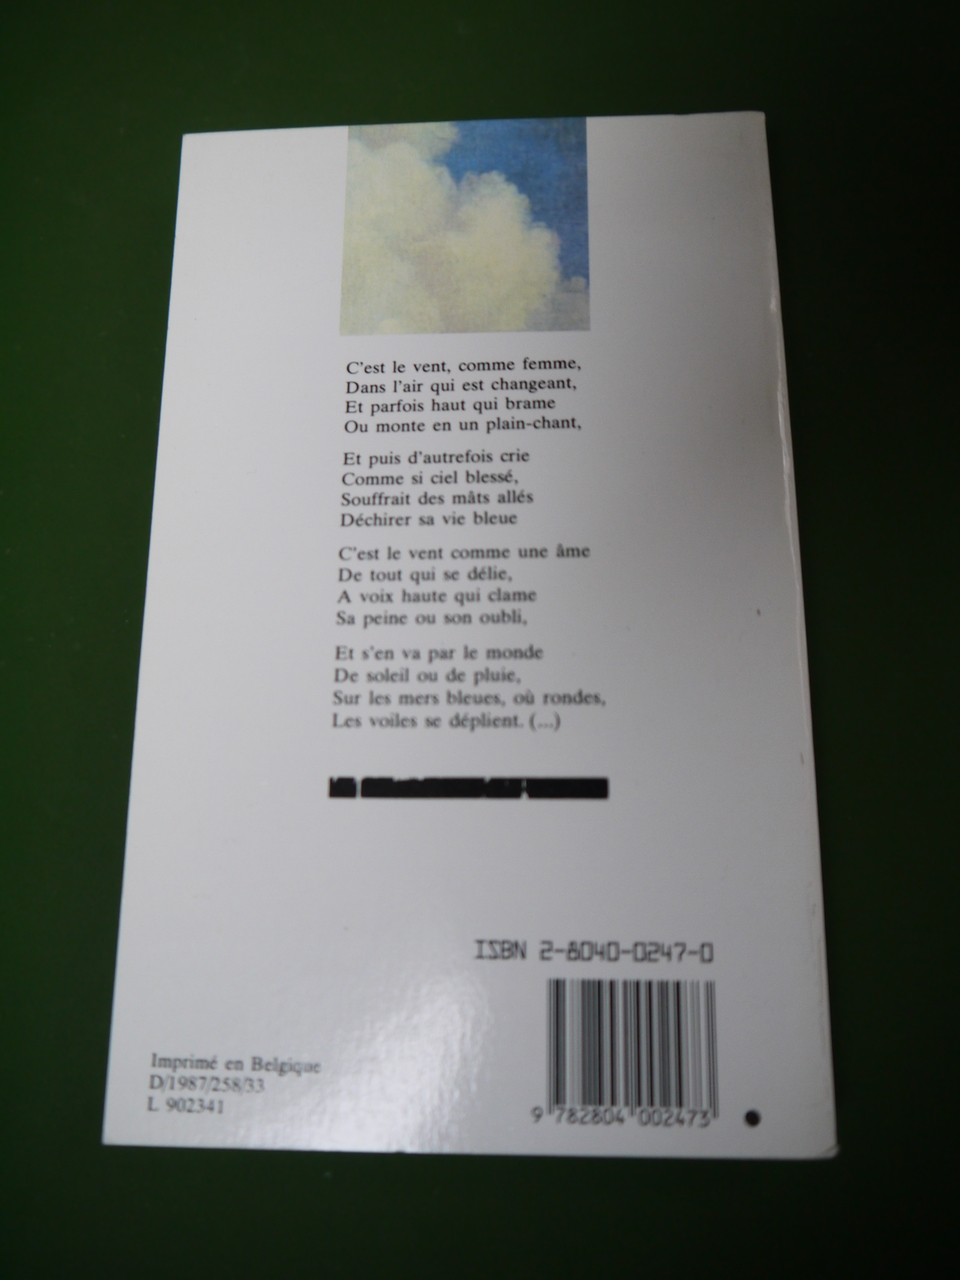 C'est le vent, comme femme,
Dans l'air qui est changeant,
Et parfois haut qui brame
Ou monte en un plain-chant,
Et puis d'autrefois crie
Comme si ciel blessé,
Souffrait des mâts allés
Déchirer sa vie bleue
C'est le vent comme une âme
De tout qui se délie,
A voix haute qui clame
Sa peine ou son oubli,
Et s'en va par le monde
De soleil ou de pluie,
Sur les mers bleues, où rondes,
Les voiles se déplient. (...)
ISBN 2-8040-0247-0
9 782804 002473
Imprimé en Belgique
D/1987/258/33
L 902341